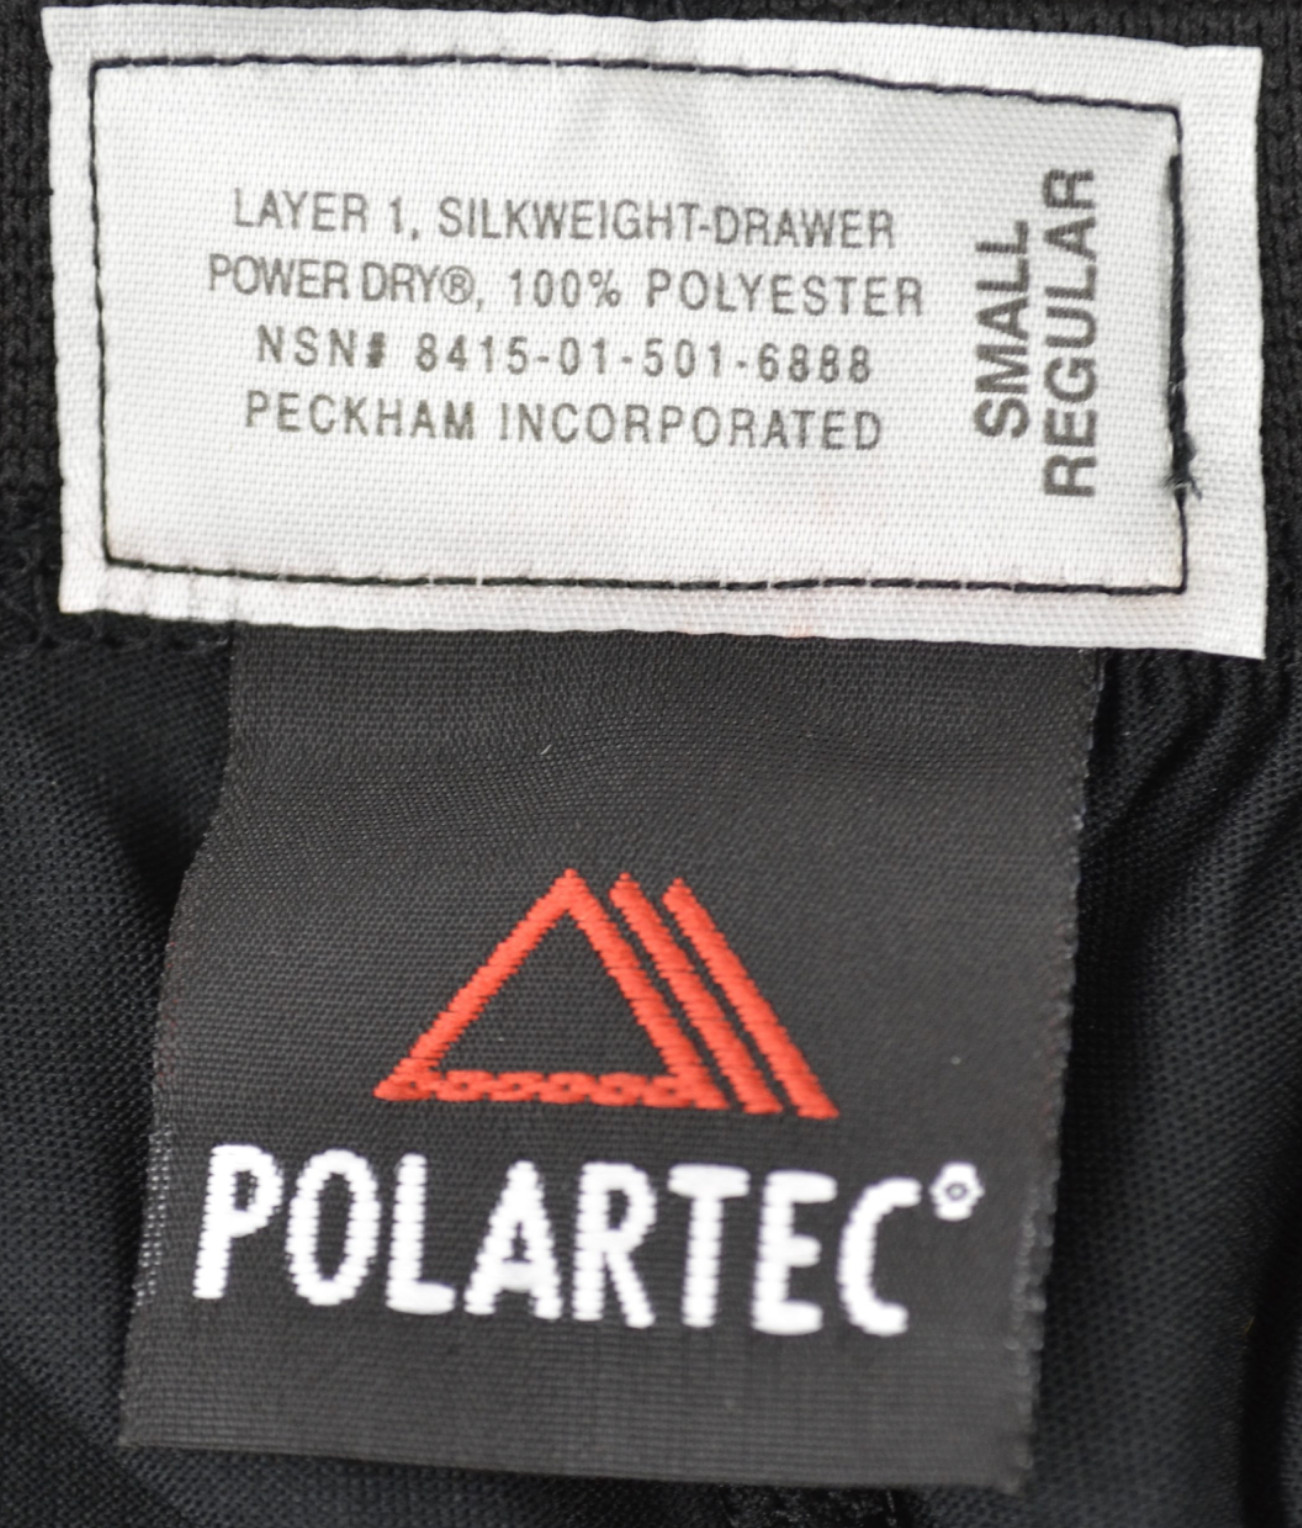 LAYER 1, SILKWEIGHT-DRAWER
POWER DRY®, 100% POLYESTER
NSN# 8415-01-501-6888
PECKHAM INCORPORATED
SMALL
REGULAR
POLARTEC®